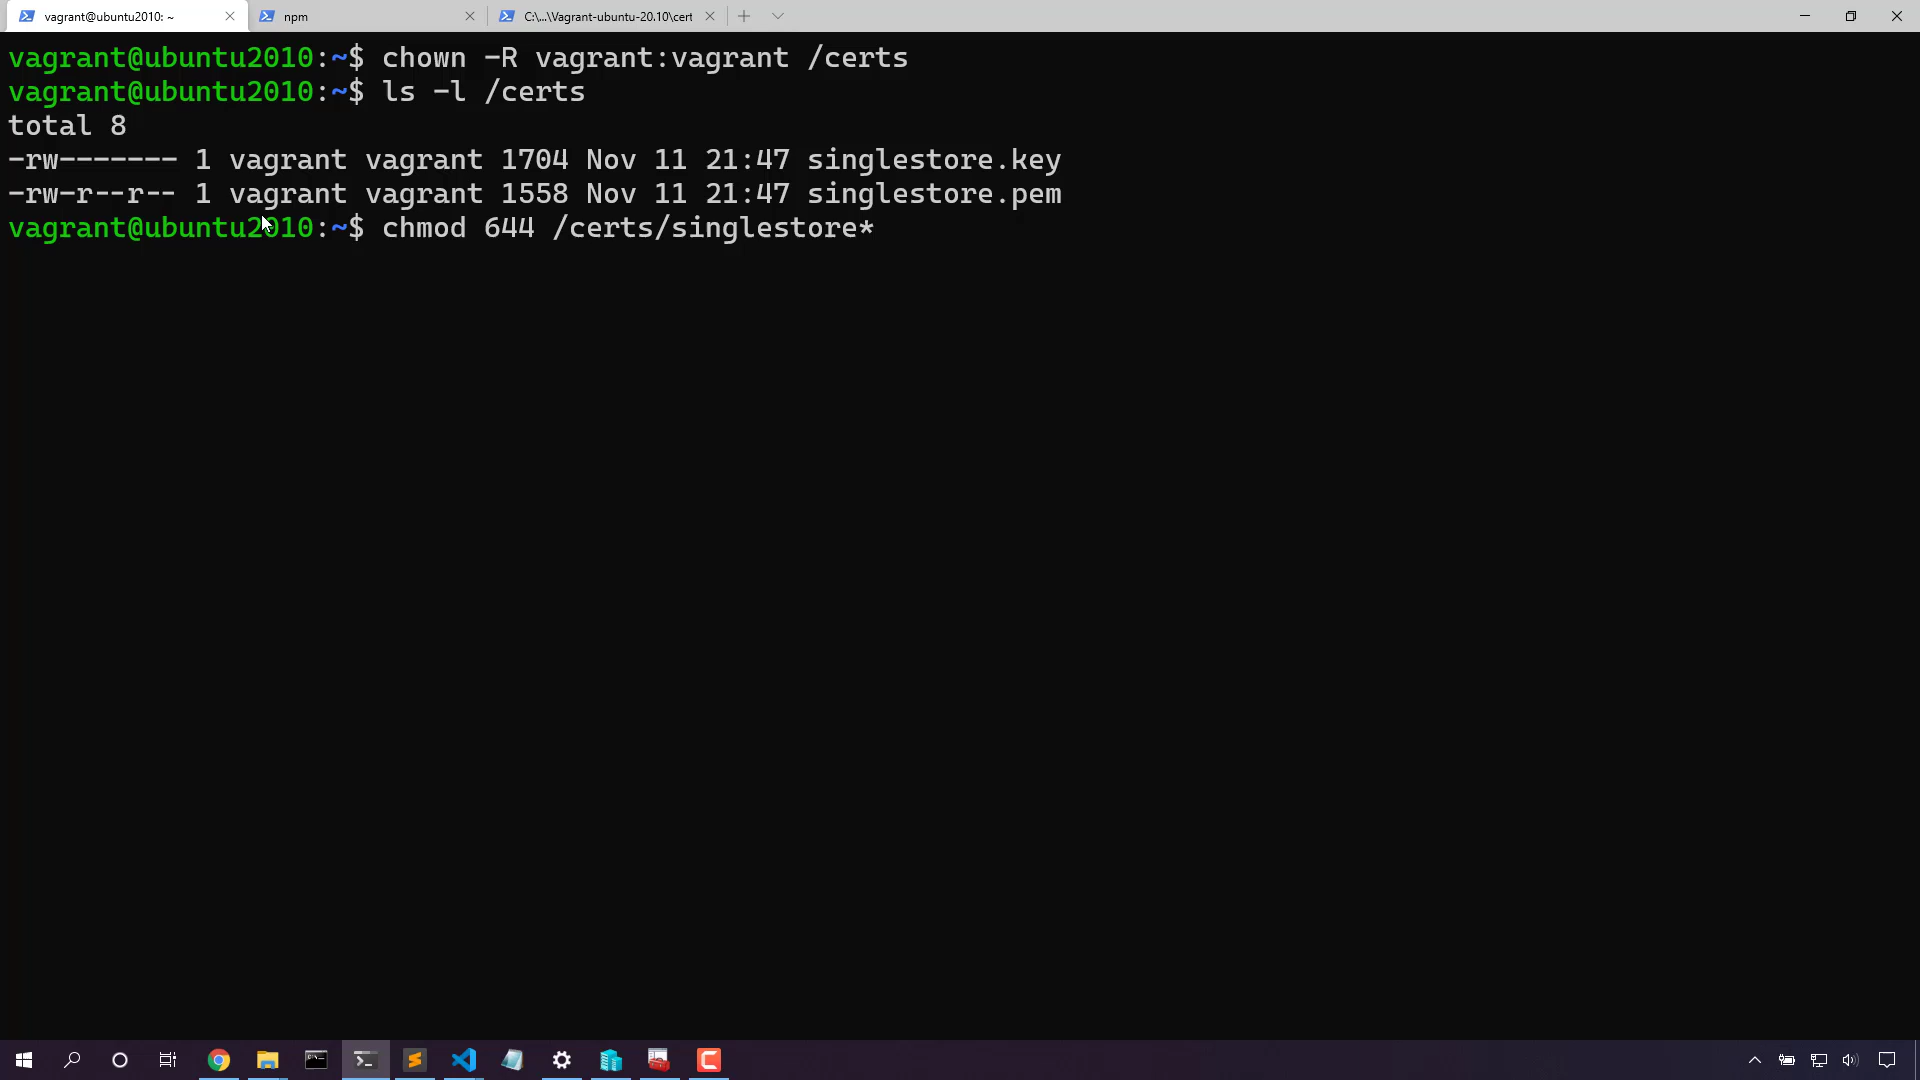 vagrant@ubuntu2010: ~
npm
C:\...\Vagrant-ubuntu-20.10\cert
vagrant@ubuntu2010:~$ chown -R vagrant:vagrant /certs
vagrant@ubuntu2010:~$ ls -l /certs
total 8
-rw------- 1 vagrant vagrant 1704 Nov 11 21:47 singlestore.key
-rw-r--r-- 1 vagrant vagrant 1558 Nov 11 21:47 singlestore.pem
vagrant@ubuntu2010:~$ chmod 644 /certs/singlestore*